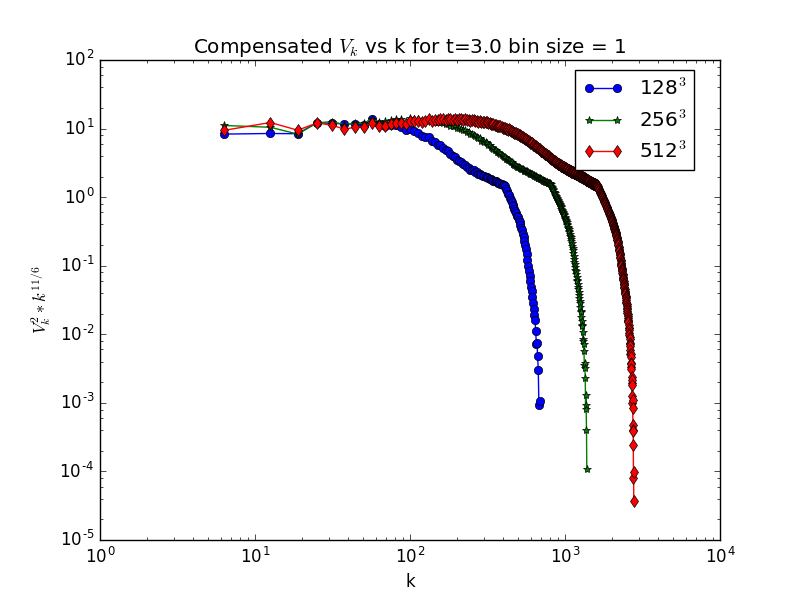 Compensated V_k vs k for t=3.0 bin size = 1
10^2
10^1
10^0
10^-1
10^-2
10^-3
10^-4
10^-5
V_k^2 * k^{11/6}
128^3
256^3
512^3
10^0 10^1 10^2 10^3 10^4
k